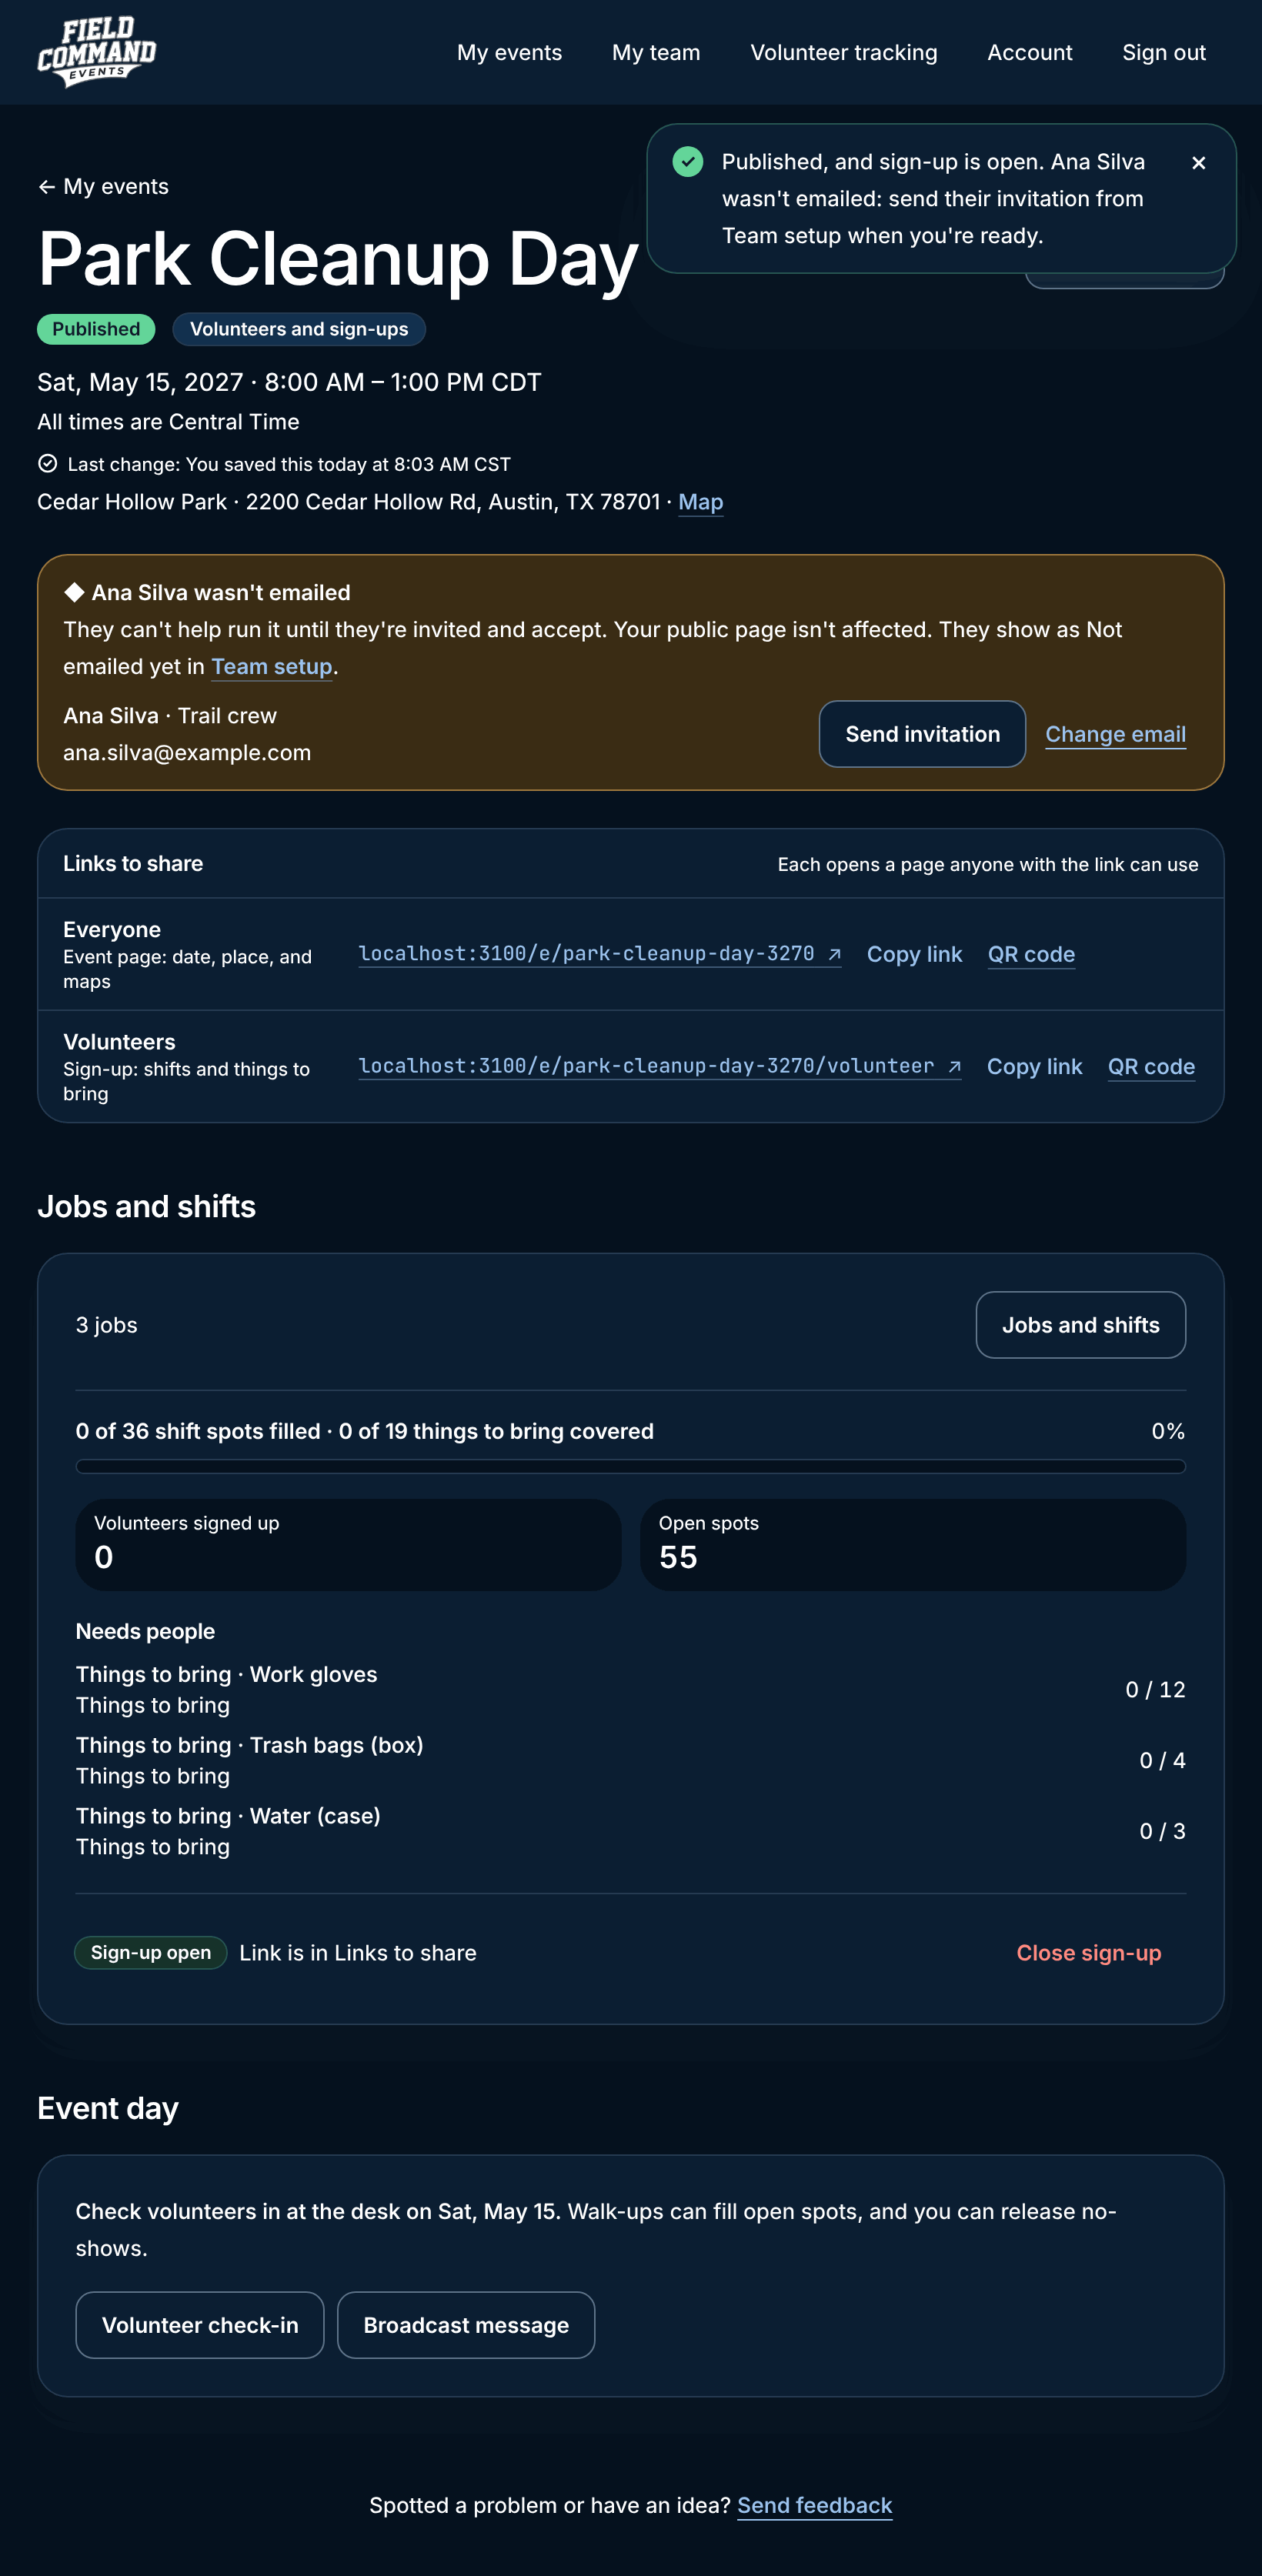 FIELD
COMMAND
EVENTS
My events
My team
Volunteer tracking
Account
Sign out
Published, and sign-up is open. Ana Silva
wasn't emailed: send their invitation from
Team setup when you're ready.
← My events
Park Cleanup Day
Published
Volunteers and sign-ups
Sat, May 15, 2027 · 8:00 AM – 1:00 PM CDT
All times are Central Time
Last change: You saved this today at 8:03 AM CST
Cedar Hollow Park · 2200 Cedar Hollow Rd, Austin, TX 78701 · Map
◆ Ana Silva wasn't emailed
They can't help run it until they're invited and accept. Your public page isn't affected. They show as Not
emailed yet in Team setup.
Ana Silva · Trail crew
ana.silva@example.com
Send invitation
Change email
Links to share
Each opens a page anyone with the link can use
Everyone
Event page: date, place, and
maps
localhost:3100/e/park-cleanup-day-3270 ↗
Copy link
QR code
Volunteers
Sign-up: shifts and things to
bring
localhost:3100/e/park-cleanup-day-3270/volunteer ↗
Copy link
QR code
Jobs and shifts
3 jobs
Jobs and shifts
0 of 36 shift spots filled · 0 of 19 things to bring covered
0%
Volunteers signed up
0
Open spots
55
Needs people
Things to bring · Work gloves
Things to bring
0 / 12
Things to bring · Trash bags (box)
Things to bring
0 / 4
Things to bring · Water (case)
Things to bring
0 / 3
Sign-up open
Link is in Links to share
Close sign-up
Event day
Check volunteers in at the desk on Sat, May 15. Walk-ups can fill open spots, and you can release no-
shows.
Volunteer check-in
Broadcast message
Spotted a problem or have an idea? Send feedback